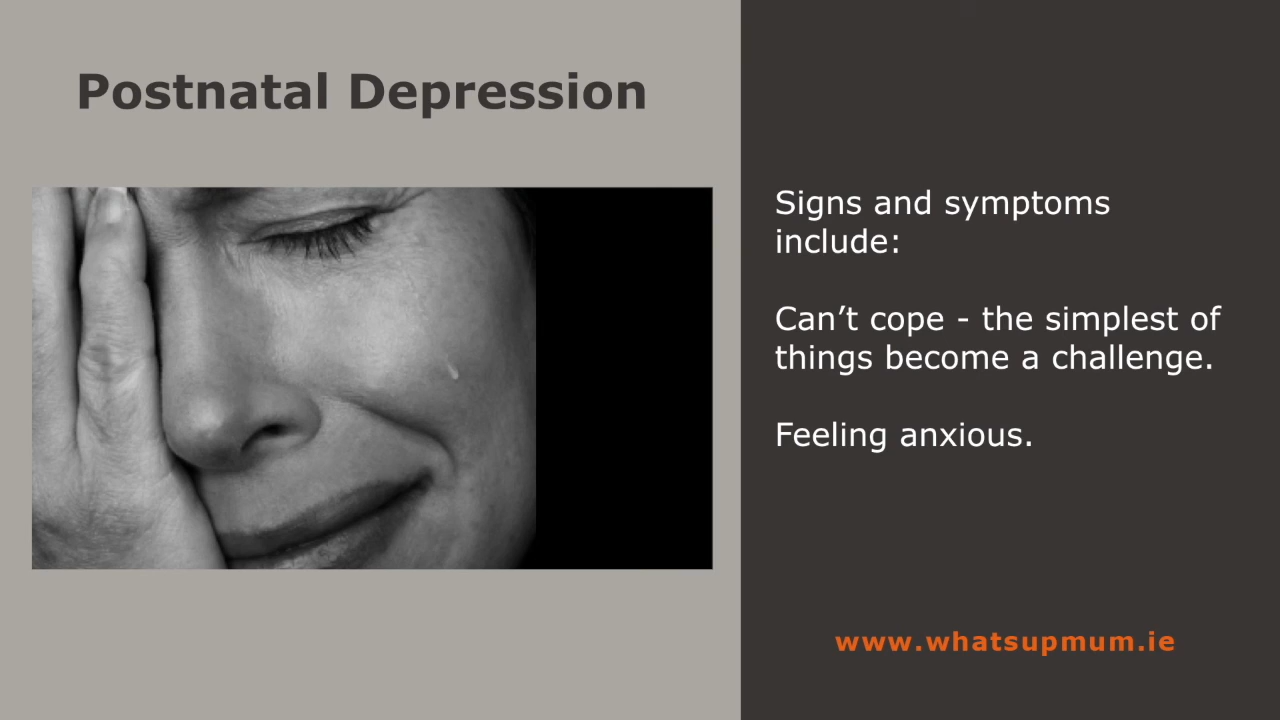 Postnatal Depression
Signs and symptoms
include:
Can’t cope - the simplest of
things become a challenge.
Feeling anxious.
www.whatsupmum.ie